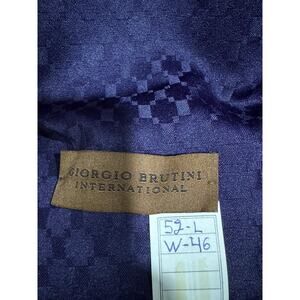 GIORGIO BRUTINI
INTERNATIONAL
52-L
W-46